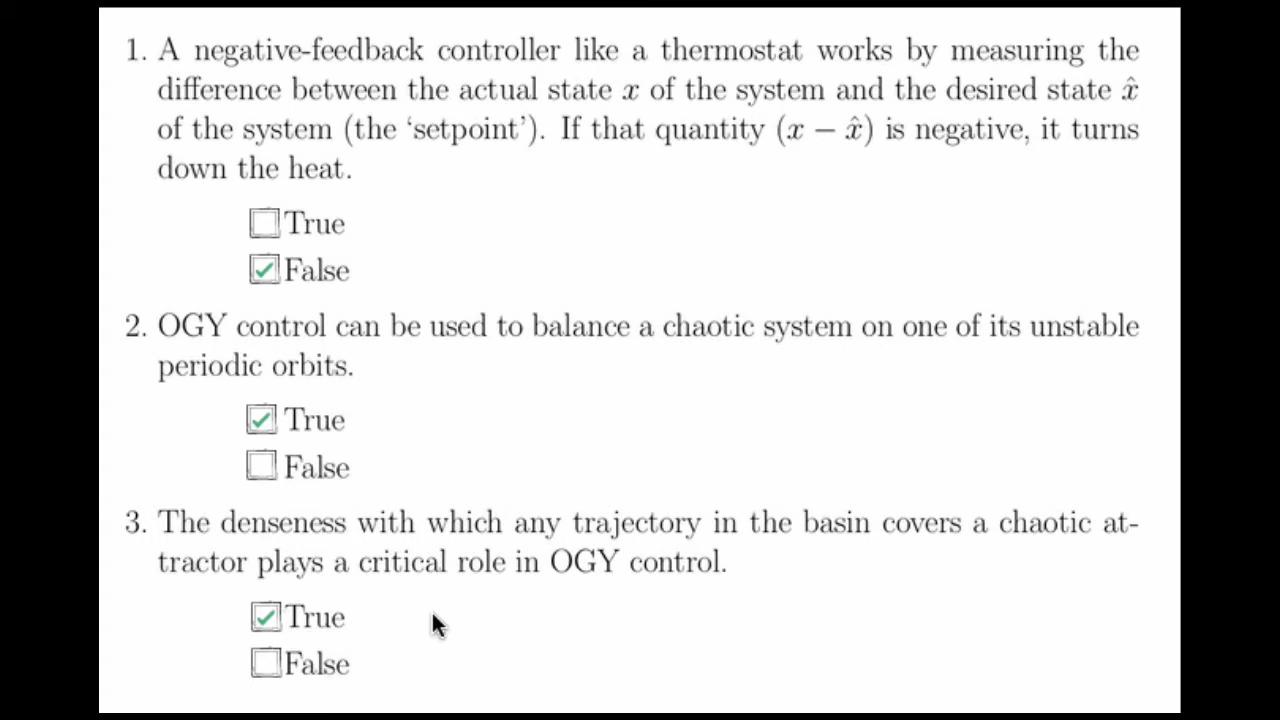 1. A negative-feedback controller like a thermostat works by measuring the
difference between the actual state x of the system and the desired state x̂
of the system (the ‘setpoint’). If that quantity (x − x̂) is negative, it turns
down the heat.
True
False
2. OGY control can be used to balance a chaotic system on one of its unstable
periodic orbits.
True
False
3. The denseness with which any trajectory in the basin covers a chaotic at-
tractor plays a critical role in OGY control.
True
False